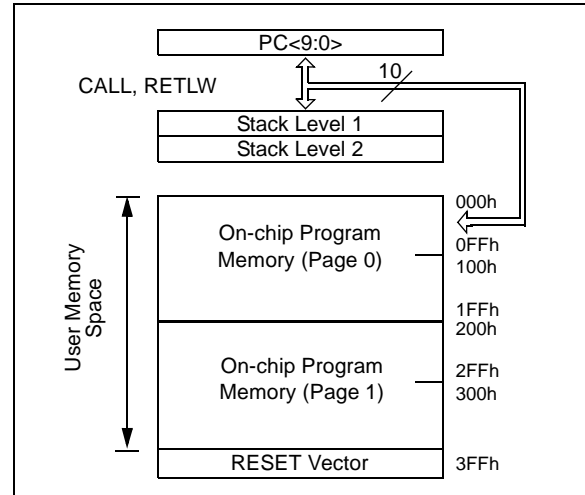 PC<9:0>
CALL, RETLW
10
Stack Level 1
Stack Level 2
User Memory
Space
000h
On-chip Program
Memory (Page 0)
0FFh
100h
1FFh
200h
On-chip Program
Memory (Page 1)
2FFh
300h
RESET Vector
3FFh